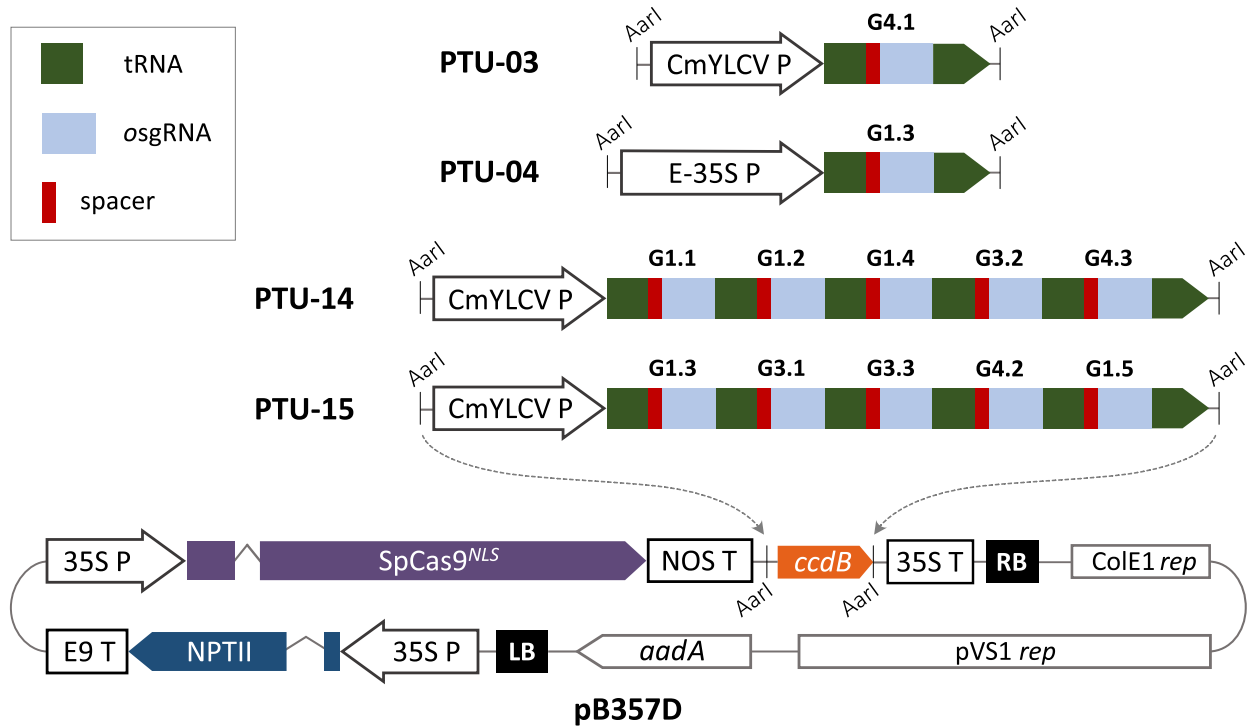 tRNA
osgRNA
spacer
PTU-03
AarI
CmYLCV P
G4.1
AarI
PTU-04
AarI
E-35S P
G1.3
AarI
PTU-14
AarI
CmYLCV P
G1.1 G1.2 G1.4 G3.2 G4.3
AarI
PTU-15
AarI
CmYLCV P
G1.3 G3.1 G3.3 G4.2 G1.5
AarI
35S P SpCas9NLS NOS T ccdB 35S T RB ColE1 rep
AarI AarI
E9 T NPTII 35S P LB aadA pVS1 rep
pB357D